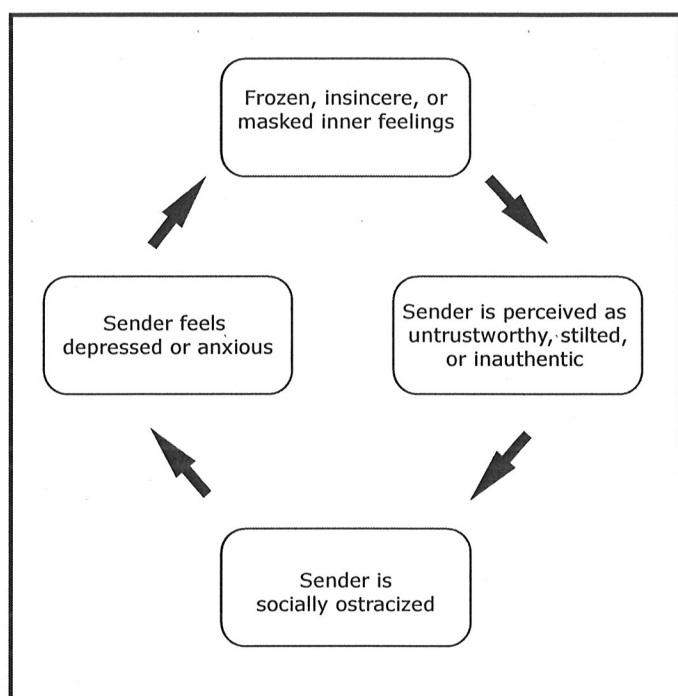 Frozen, insincere, or
masked inner feelings
Sender is perceived as
untrustworthy, stilted,
or inauthentic
Sender is
socially ostracized
Sender feels
depressed or anxious